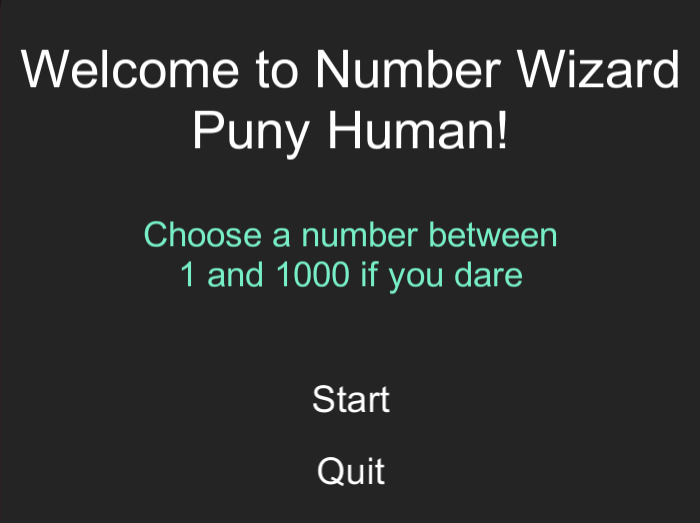 Welcome to Number Wizard
Puny Human!
Choose a number between
1 and 1000 if you dare
Start
Quit